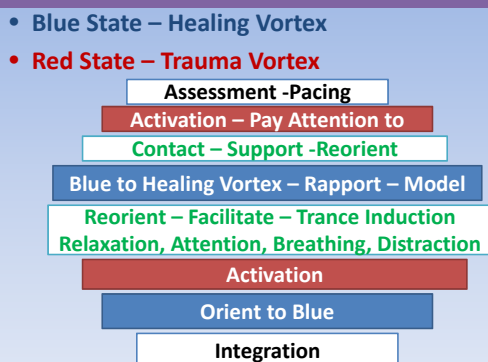 • Blue State – Healing Vortex
• Red State – Trauma Vortex
Assessment -Pacing
Activation – Pay Attention to
Contact – Support -Reorient
Blue to Healing Vortex – Rapport – Model
Reorient – Facilitate – Trance Induction
Relaxation, Attention, Breathing, Distraction
Activation
Orient to Blue
Integration